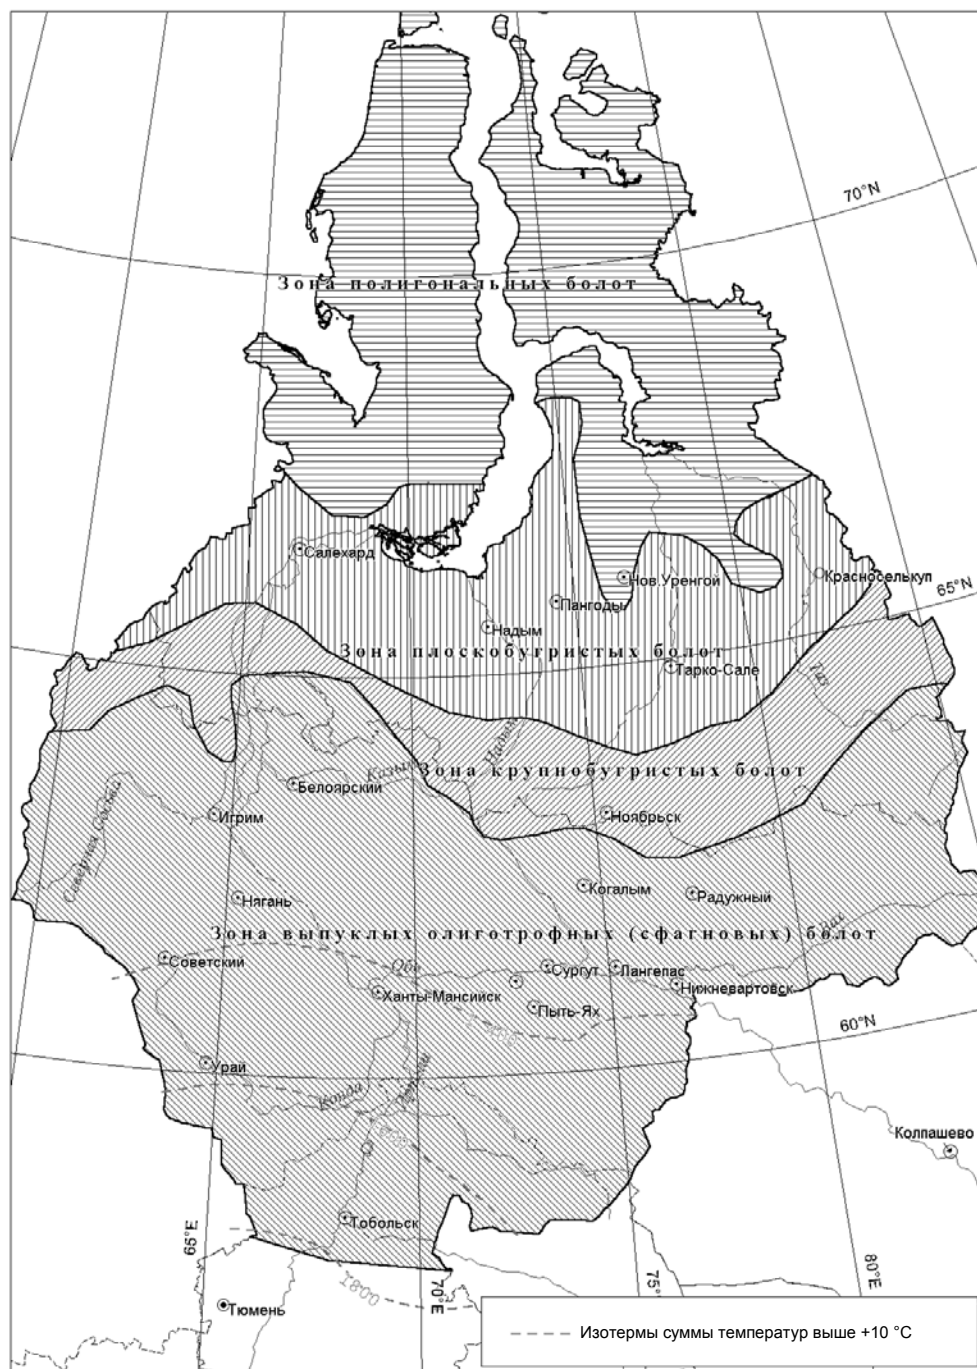 70°N
Зона полигональных болот
Салехард
Нов.Уренгой
Красноселькуп
65°N
Пангоды
Надым
Зона плоскобугристых болот
Тарко-Сале
Таз
Надым
Казым
Зона крупнобугристых болот
Белоярский
Северная Сосьва
Игрим
Ноябрьск
Когалым
Радужный
Нягань
Вах
Зона выпуклых олиготрофных (сфагновых) болот
Советский
Обь
Сургут
Лангепас
Ханты-Мансийск
Нижневартовск
Пыть-Ях
60°N
Урай
Конда
Колпашево
Тобольск
65°E
1800
70°E
75°
80°E
Тюмень
Изотермы суммы температур выше +10 °C